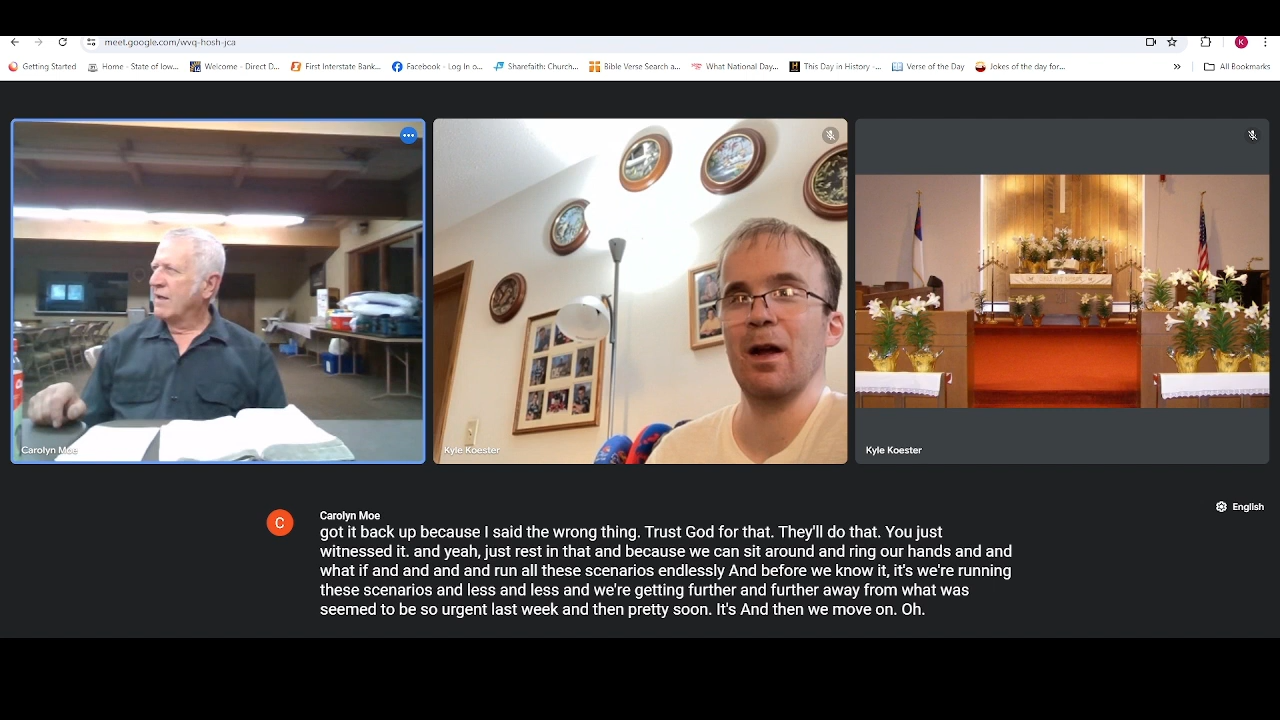 meet.google.com/wvq-hosh-jca
Getting Started
Home - State of Iow...
Welcome - Direct D...
First Interstate Bank...
Facebook - Log In o...
Sharefaith: Church...
Bible Verse Search a...
What National Day...
This Day in History -...
Verse of the Day
Jokes of the day for...
»
All Bookmarks
K
Carolyn Moe
Kyle Koester
Kyle Koester
English
C
Carolyn Moe
got it back up because I said the wrong thing. Trust God for that. They'll do that. You just
witnessed it. and yeah, just rest in that and because we can sit around and ring our hands and and
what if and and and and run all these scenarios endlessly And before we know it, it's we're running
these scenarios and less and less and we're getting further and further away from what was
seemed to be so urgent last week and then pretty soon. It's And then we move on. Oh.